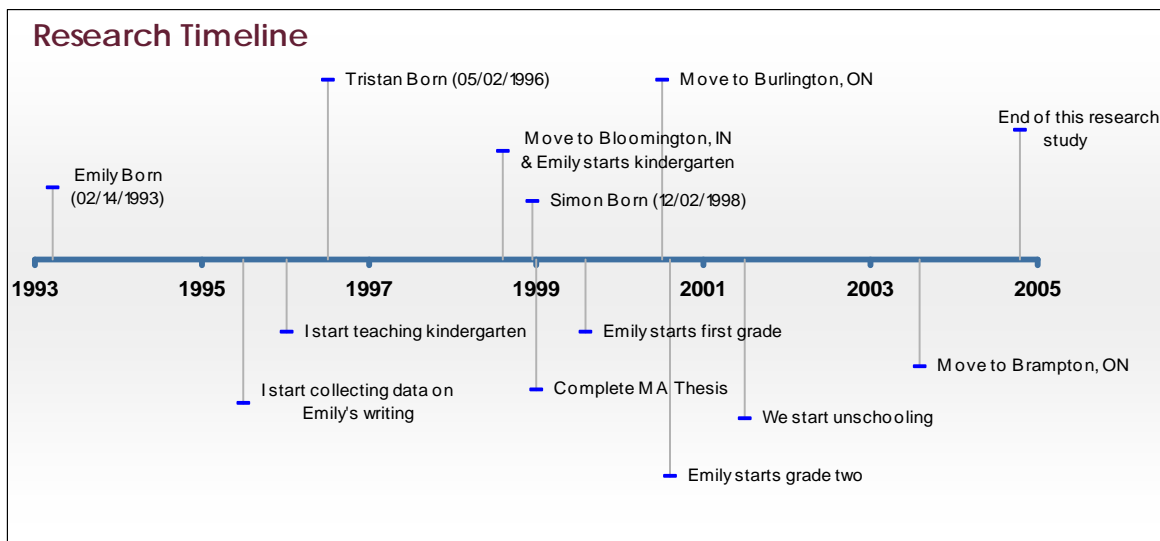 Research Timeline
Tristan Born (05/02/1996)
Move to Burlington, ON
End of this research
study
Move to Bloomington, IN
& Emily starts kindergarten
Emily Born
(02/14/1993)
Simon Born (12/02/1998)
1993
1995
1997
1999
2001
2003
2005
I start teaching kindergarten
Emily starts first grade
Move to Brampton, ON
I start collecting data on
Emily's writing
Complete MA Thesis
We start unschooling
Emily starts grade two